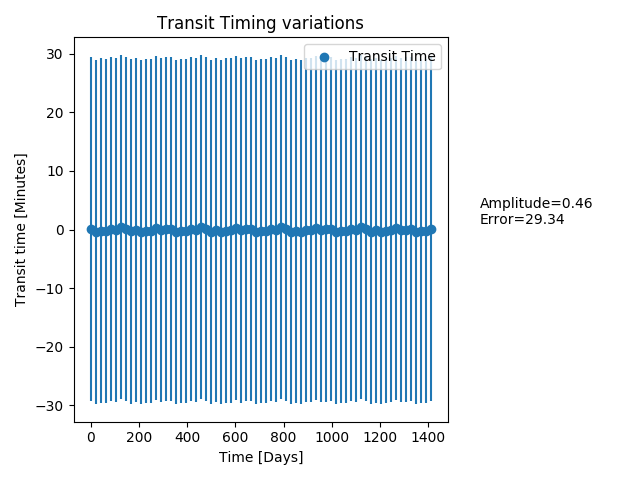 Transit Timing variations
Transit Time
Transit time [Minutes]
30
20
10
0
−10
−20
−30
0 200 400 600 800 1000 1200 1400
Time [Days]
Amplitude=0.46
Error=29.34